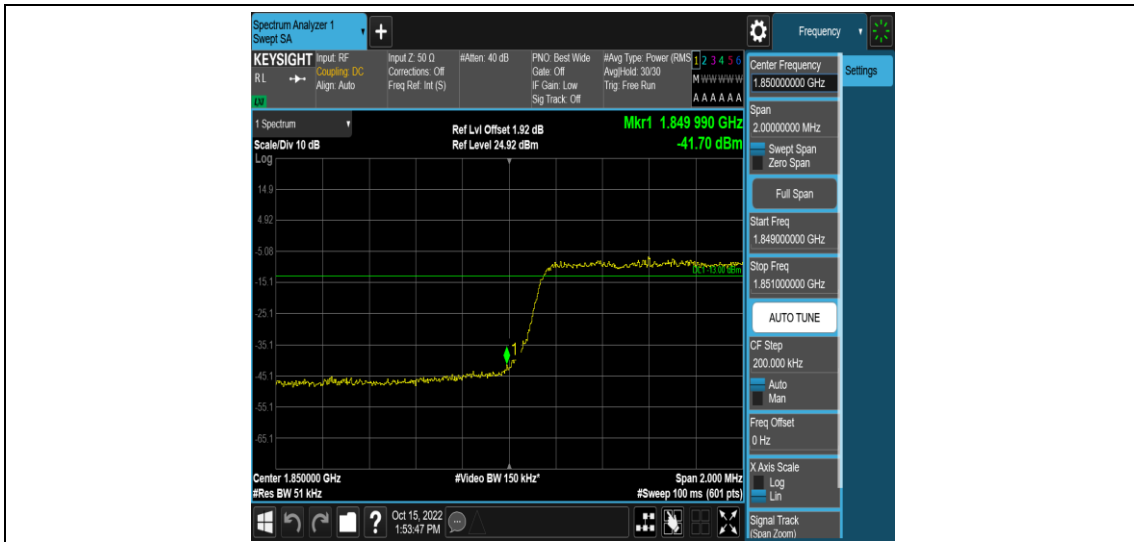 Spectrum Analyzer 1
Swept SA
+
Frequency
KEYSIGHT
RL
LXI
Input: RF
Coupling: DC
Align: Auto
Input Z: 50 Ω
Corrections: Off
Freq Ref: Int (S)
#Atten: 40 dB
PNO: Best Wide
Gate: Off
IF Gain: Low
Sig Track: Off
#Avg Type: Power (RMS
Avg|Hold: 30/30
Trig: Free Run
1 2 3 4 5 6
M W W W W W
A A A A A A
Center Frequency
1.850000000 GHz
Settings
1 Spectrum
Scale/Div 10 dB
Ref Lvl Offset 1.92 dB
Ref Level 24.92 dBm
Mkr1 1.849 990 GHz
-41.70 dBm
Log
14.9
4.92
-5.08
-15.1
-25.1
-35.1
-45.1
-55.1
-65.1
DL1 -13.00 dBm
1
Center 1.850000 GHz
#Res BW 51 kHz
#Video BW 150 kHz*
Span 2.000 MHz
#Sweep 100 ms (601 pts)
Span
2.00000000 MHz
Swept Span
Zero Span
Full Span
Start Freq
1.849000000 GHz
Stop Freq
1.851000000 GHz
AUTO TUNE
CF Step
200.000 kHz
Auto
Man
Freq Offset
0 Hz
X Axis Scale
Log
Lin
Signal Track
(Span Zoom)
?
Oct 15, 2022
1:53:47 PM